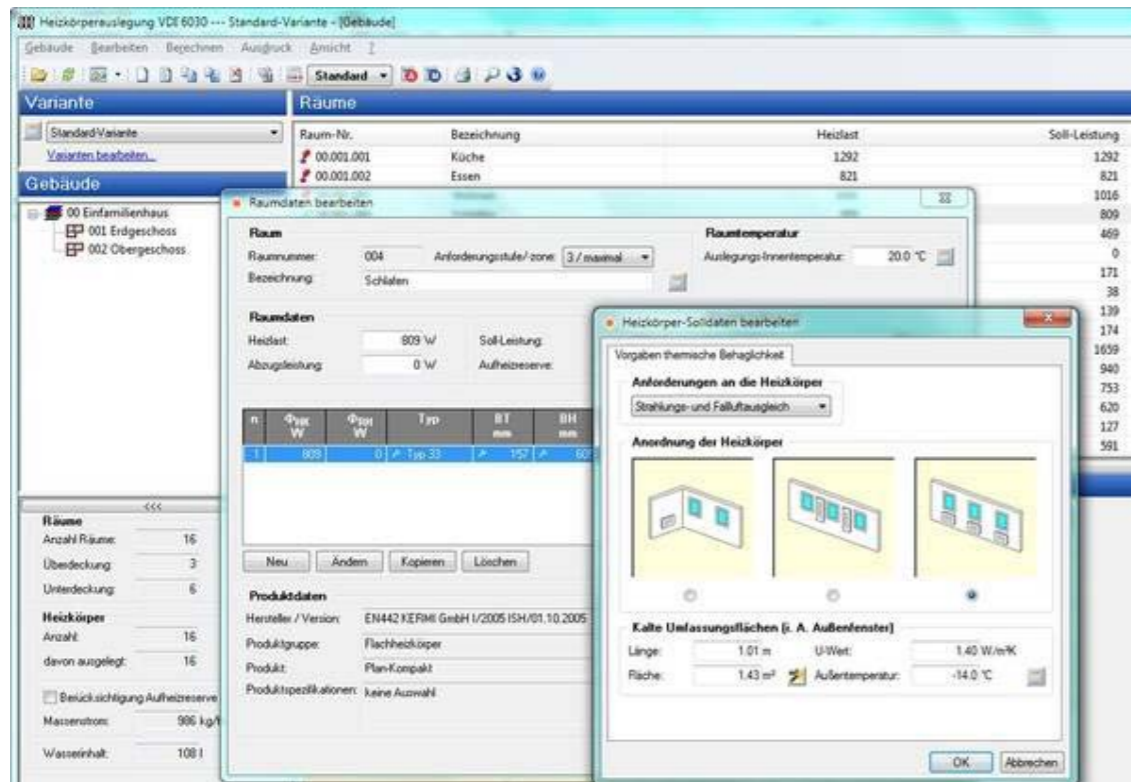 Heizkörperauslegung VDI 6030 --- Standard-Variante - [Gebäude]
Gebäude Bearbeiten Berechnen Ausdruck Ansicht ?
Standard
Variante
Räume
Standard-Variante
Varianten bearbeiten...
Raum-Nr. Bezeichnung Heizlast Soll-Leistung
00.001.001 Küche 1292 1292
00.001.002 Essen 821 821
1016
809
469
0
171
38
139
174
1659
940
753
620
127
591
Gebäude
00 Einfamilienhaus
001 Erdgeschoss
002 Obergeschoss
<<<
Räume
Anzahl Räume: 16
Überdeckung: 3
Unterdeckung: 6
Heizkörper
Anzahl: 16
davon ausgelegt: 16
Berücksichtigung Aufheizreserve
Massenstrom: 986 kg/h
Wasserinhalt: 108 l
Raumdaten bearbeiten
Raum
Raumnummer: 004 Anforderungsstufe/-zone: 3 / maximal
Bezeichnung: Schlafen
Raumtemperatur
Auslegungs-Innentemperatur: 20.0 °C
Raumdaten
Heizlast: 809 W Soll-Leistung:
Abzugsleistung: 0 W Aufheizreserve:
n ΦHK W ΦRH W Typ BT mm BH mm
1 809 0 Typ 33 157
Neu Ändern Kopieren Löschen
Produktdaten
Hersteller / Version: EN442 KERMI GmbH I/2005 ISH/01.10.2005
Produktgruppe: Flachheizkörper
Produkt: Plan-Kompakt
Produktspezifikationen: keine Auswahl
Heizkörper-Solldaten bearbeiten
Vorgaben thermische Behaglichkeit
Anforderungen an die Heizkörper
Strahlungs- und Falluftausgleich
Anordnung der Heizkörper
Kalte Umfassungsflächen (i. A. Außenfenster)
Länge: 1.01 m U-Wert: 1.40 W/m²K
Fläche: 1.43 m² Außentemperatur: -14.0 °C
OK Abbrechen